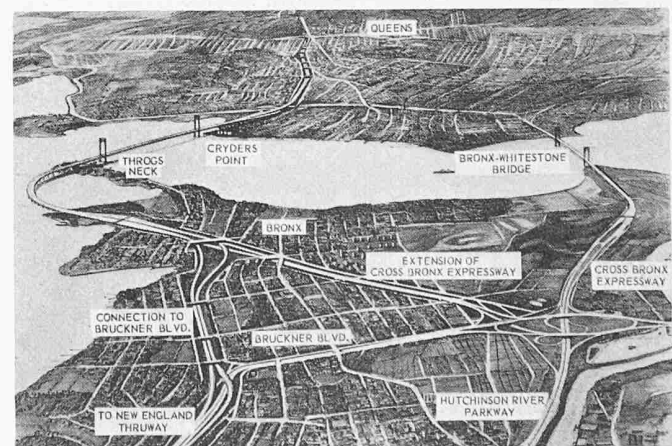 QUEENS
THROGS
NECK
CRYDERS
POINT
BRONX-WHITESTONE
BRIDGE
BRONX
EXTENSION OF
CROSS BRONX EXPRESSWAY
CROSS BRONX
EXPRESSWAY
CONNECTION TO
BRUCKNER BLVD.
BRUCKNER BLVD.
TO NEW ENGLAND
THRUWAY
HUTCHINSON RIVER
PARKWAY